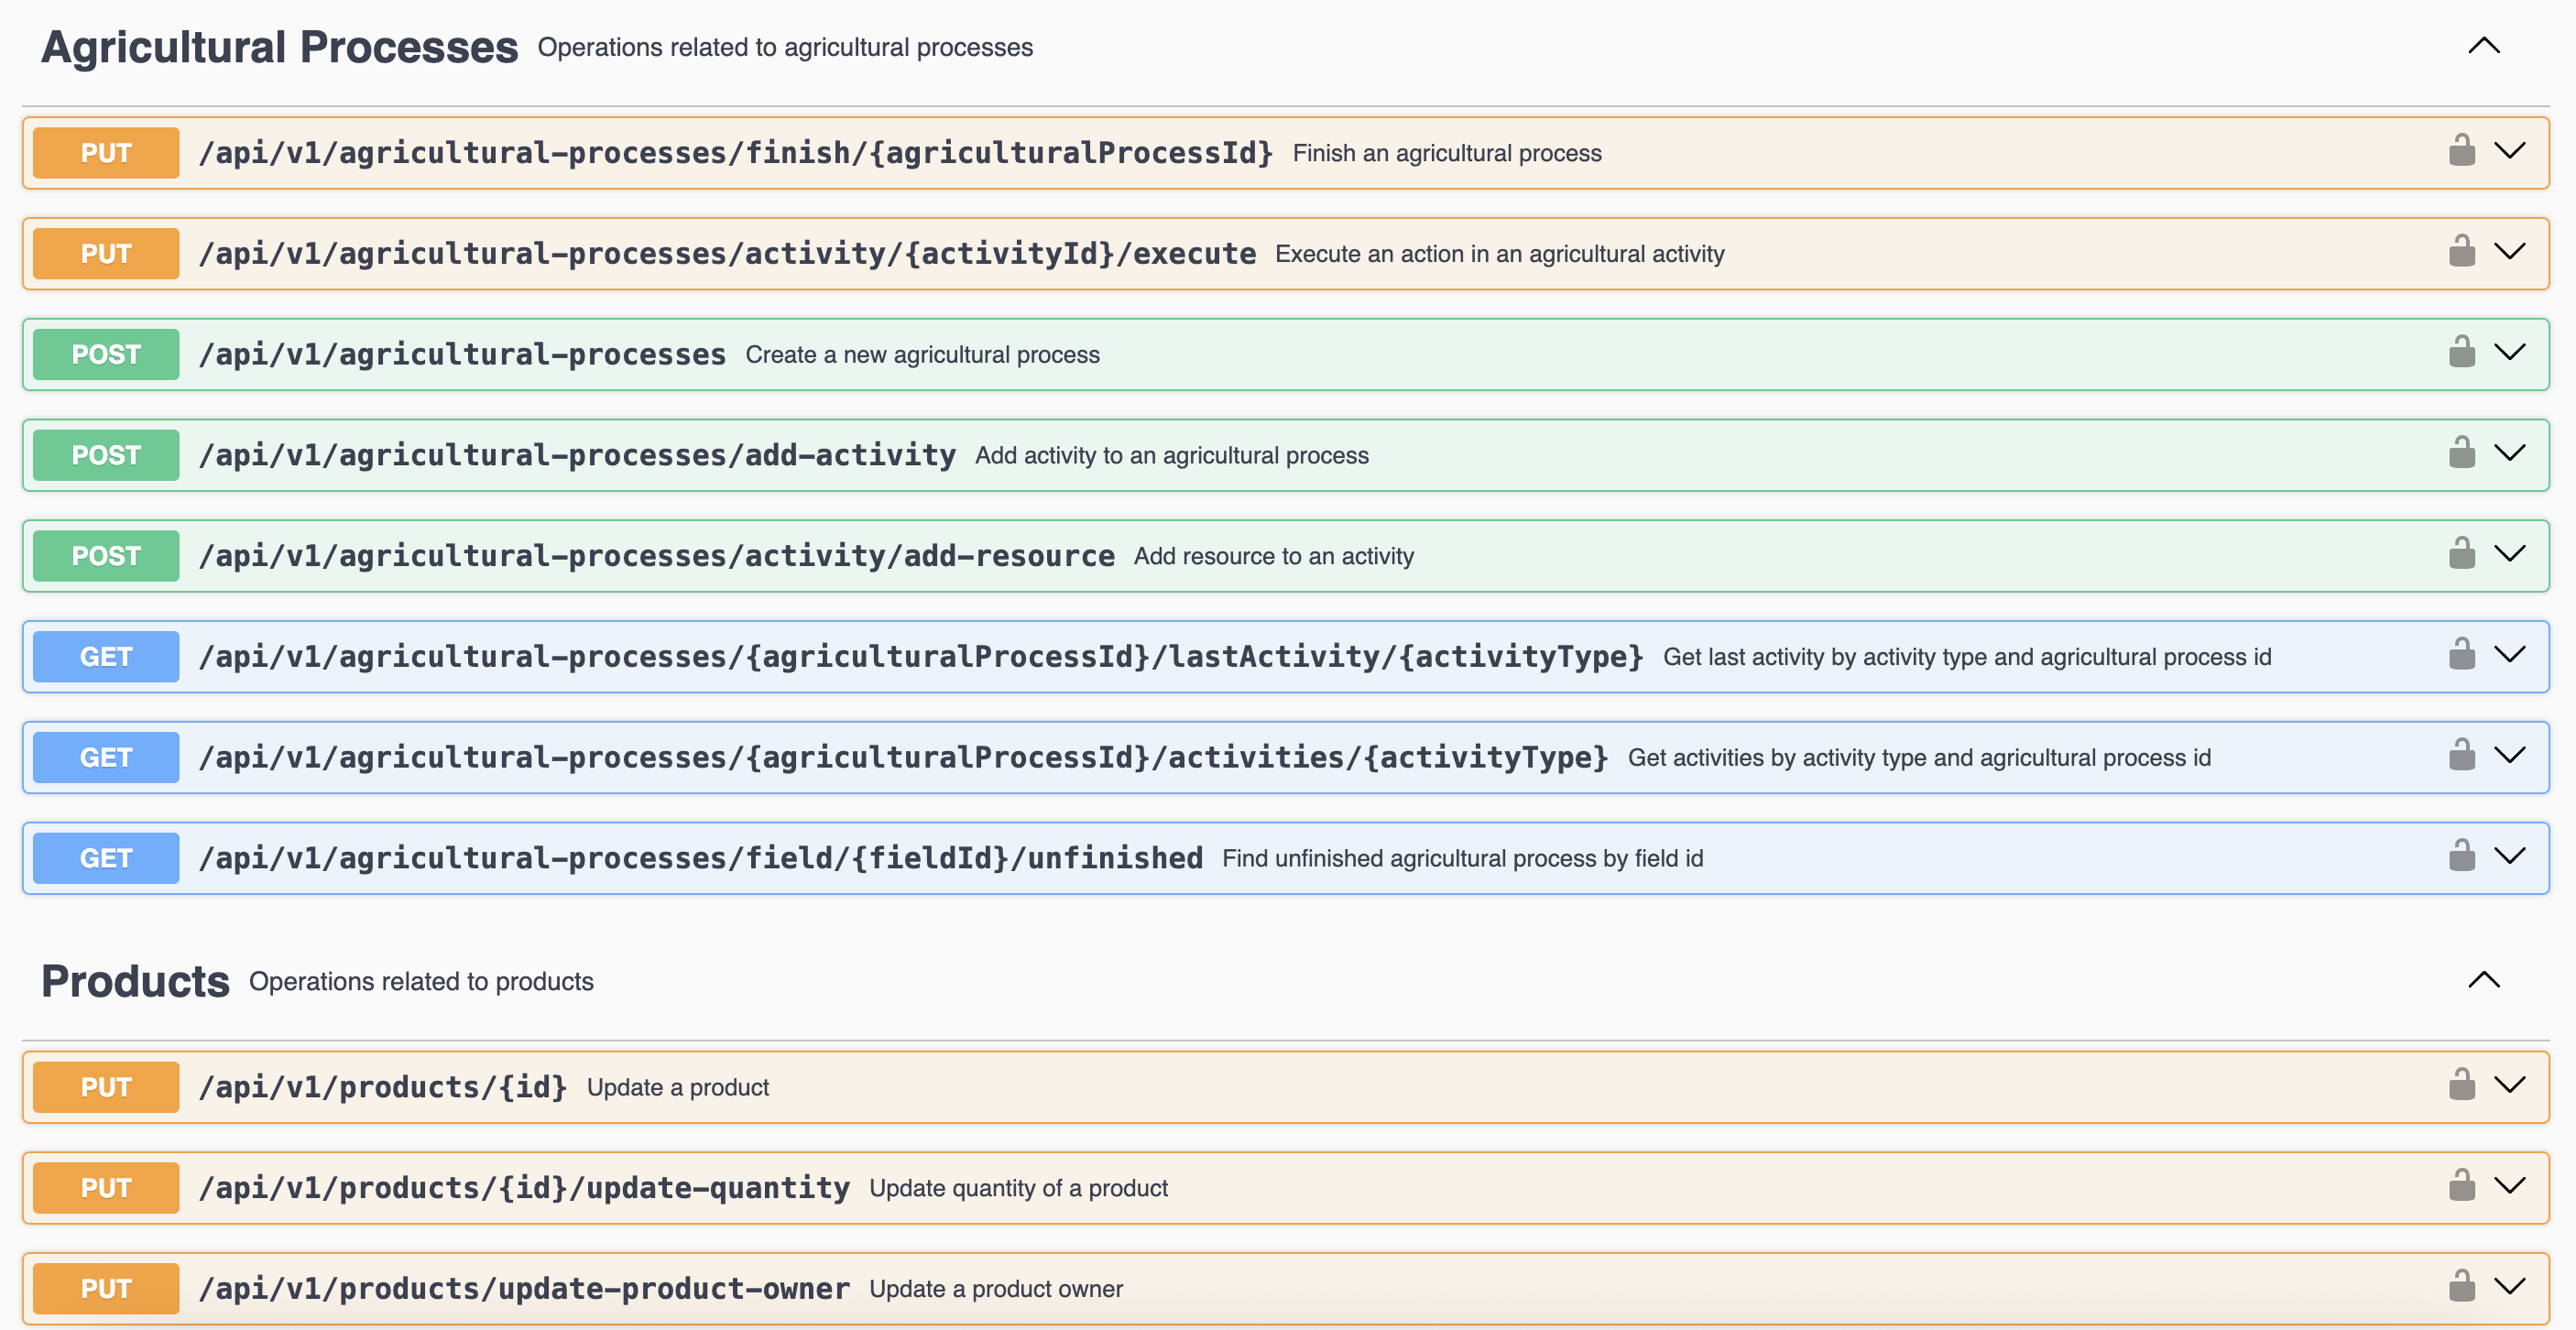 Agricultural Processes Operations related to agricultural processes
PUT /api/v1/agricultural-processes/finish/{agriculturalProcessId} Finish an agricultural process
PUT /api/v1/agricultural-processes/activity/{activityId}/execute Execute an action in an agricultural activity
POST /api/v1/agricultural-processes Create a new agricultural process
POST /api/v1/agricultural-processes/add-activity Add activity to an agricultural process
POST /api/v1/agricultural-processes/activity/add-resource Add resource to an activity
GET /api/v1/agricultural-processes/{agriculturalProcessId}/lastActivity/{activityType} Get last activity by activity type and agricultural process id
GET /api/v1/agricultural-processes/{agriculturalProcessId}/activities/{activityType} Get activities by activity type and agricultural process id
GET /api/v1/agricultural-processes/field/{fieldId}/unfinished Find unfinished agricultural process by field id
Products Operations related to products
PUT /api/v1/products/{id} Update a product
PUT /api/v1/products/{id}/update-quantity Update quantity of a product
PUT /api/v1/products/update-product-owner Update a product owner